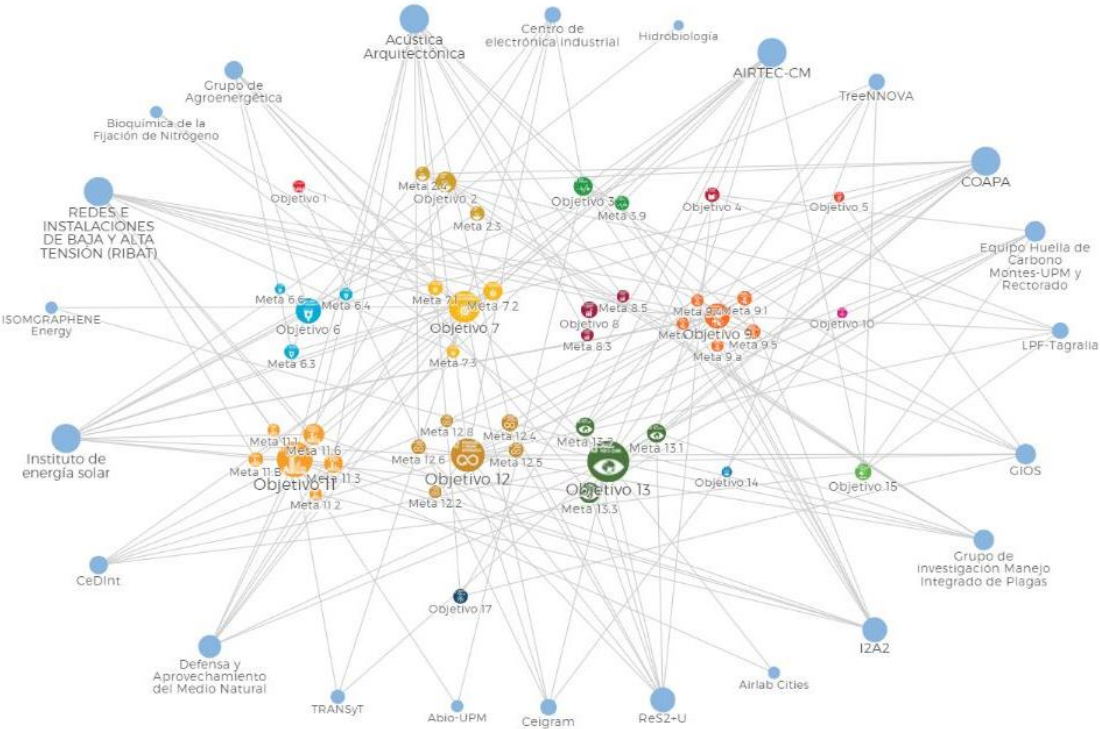 Acústica
Arquitectónica
Centro de
electrónica industrial
Hidrobiología
Grupo de
Agroenergética
AIRTEC-CM
TreeNNOVA
Bioquímica de la
Fijación de Nitrógeno
COAPA
REDES E
INSTALACIONES
DE BAJA Y ALTA
TENSIÓN (RIBAT)
Objetivo 1
Meta 2.4
Objetivo 2
Meta 2.3
Objetivo 3
Meta 3.9
Objetivo 4
Objetivo 5
Equipo Huella de
Carbono
Montes-UPM y
Rectorado
ISOMGRAPHENE
Energy
Meta 6.6
Meta 6.4
Objetivo 6
Meta 6.3
Meta 7.1
Meta 7.2
Objetivo 7
Meta 7.3
Meta 8.5
Objetivo 8
Meta 8.3
Meta 9.4
Meta 9.1
Objetivo 9
Meta 9.5
Meta 9.a
Objetivo 10
LPF-Tagralia
Instituto de
energía solar
Meta 11.1
Meta 11.6
Meta 11.B
Meta 11.3
Objetivo 11
Meta 11.2
Meta 12.8
Meta 12.4
Meta 12.6
Meta 12.5
Objetivo 12
Meta 12.2
Meta 13.2
Meta 13.1
Objetivo 13
Meta 13.3
Objetivo 14
Objetivo 15
GIOS
Grupo de
investigación Manejo
Integrado de Plagas
CeDInt
Objetivo 17
I2A2
Defensa y
Aprovechamiento
del Medio Natural
TRANSyT
Abio-UPM
Ceigram
ReS2+U
Airlab Cities